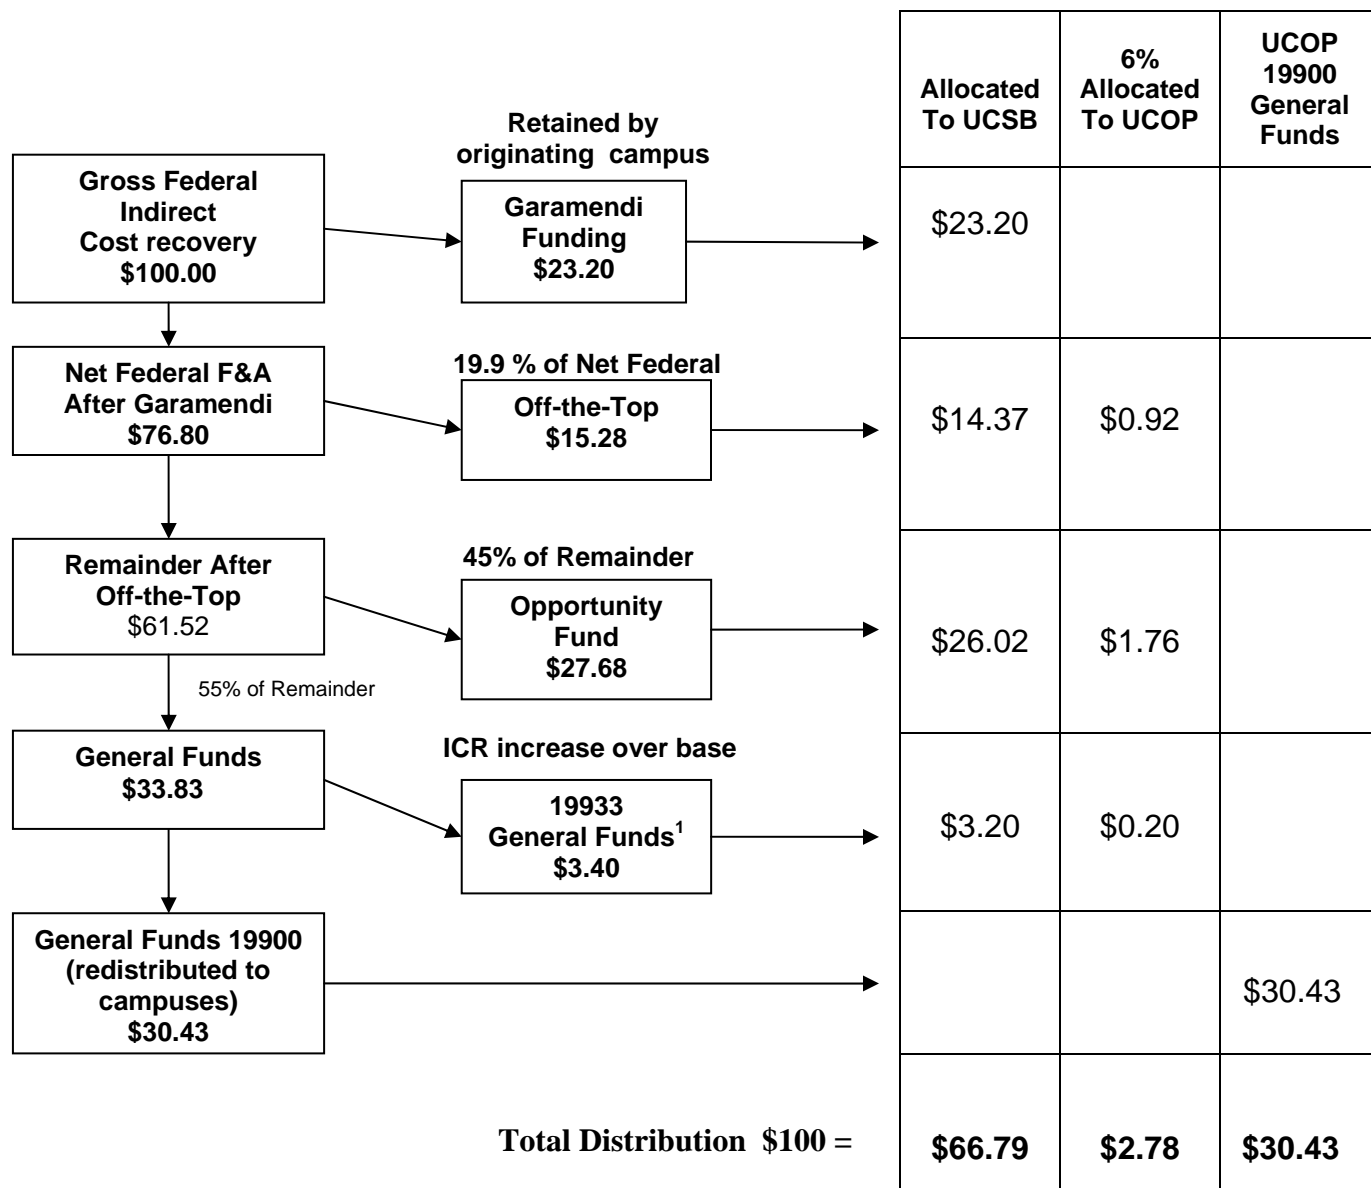 Allocated
To UCSB
6%
Allocated
To UCOP
UCOP
19900
General
Funds
Retained by
originating campus
Gross Federal
Indirect
Cost recovery
$100.00
Garamendi
Funding
$23.20
$23.20
Net Federal F&A
After Garamendi
$76.80
19.9 % of Net Federal
Off-the-Top
$15.28
$14.37
$0.92
Remainder After
Off-the-Top
$61.52
45% of Remainder
Opportunity
Fund
$27.68
$26.02
$1.76
55% of Remainder
General Funds
$33.83
ICR increase over base
19933
General Funds1
$3.40
$3.20
$0.20
General Funds 19900
(redistributed to
campuses)
$30.43
$30.43
Total Distribution $100 =
$66.79
$2.78
$30.43